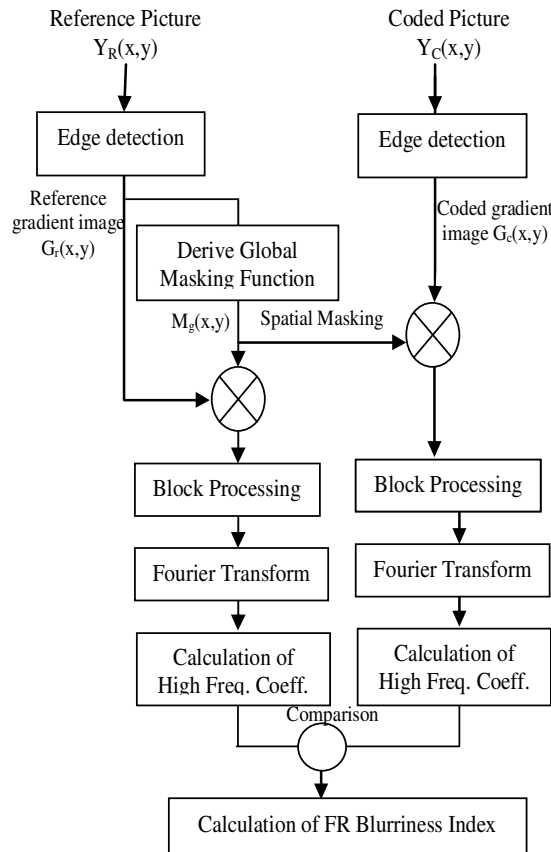 Reference Picture
Y_R(x,y)
Coded Picture
Y_C(x,y)
Edge detection
Edge detection
Reference
gradient image
G_r(x,y)
Coded gradient
image G_c(x,y)
Derive Global
Masking Function
M_g(x,y)
Spatial Masking
Block Processing
Block Processing
Fourier Transform
Fourier Transform
Calculation of
High Freq. Coeff.
Calculation of
High Freq. Coeff.
Comparison
Calculation of FR Blurriness Index